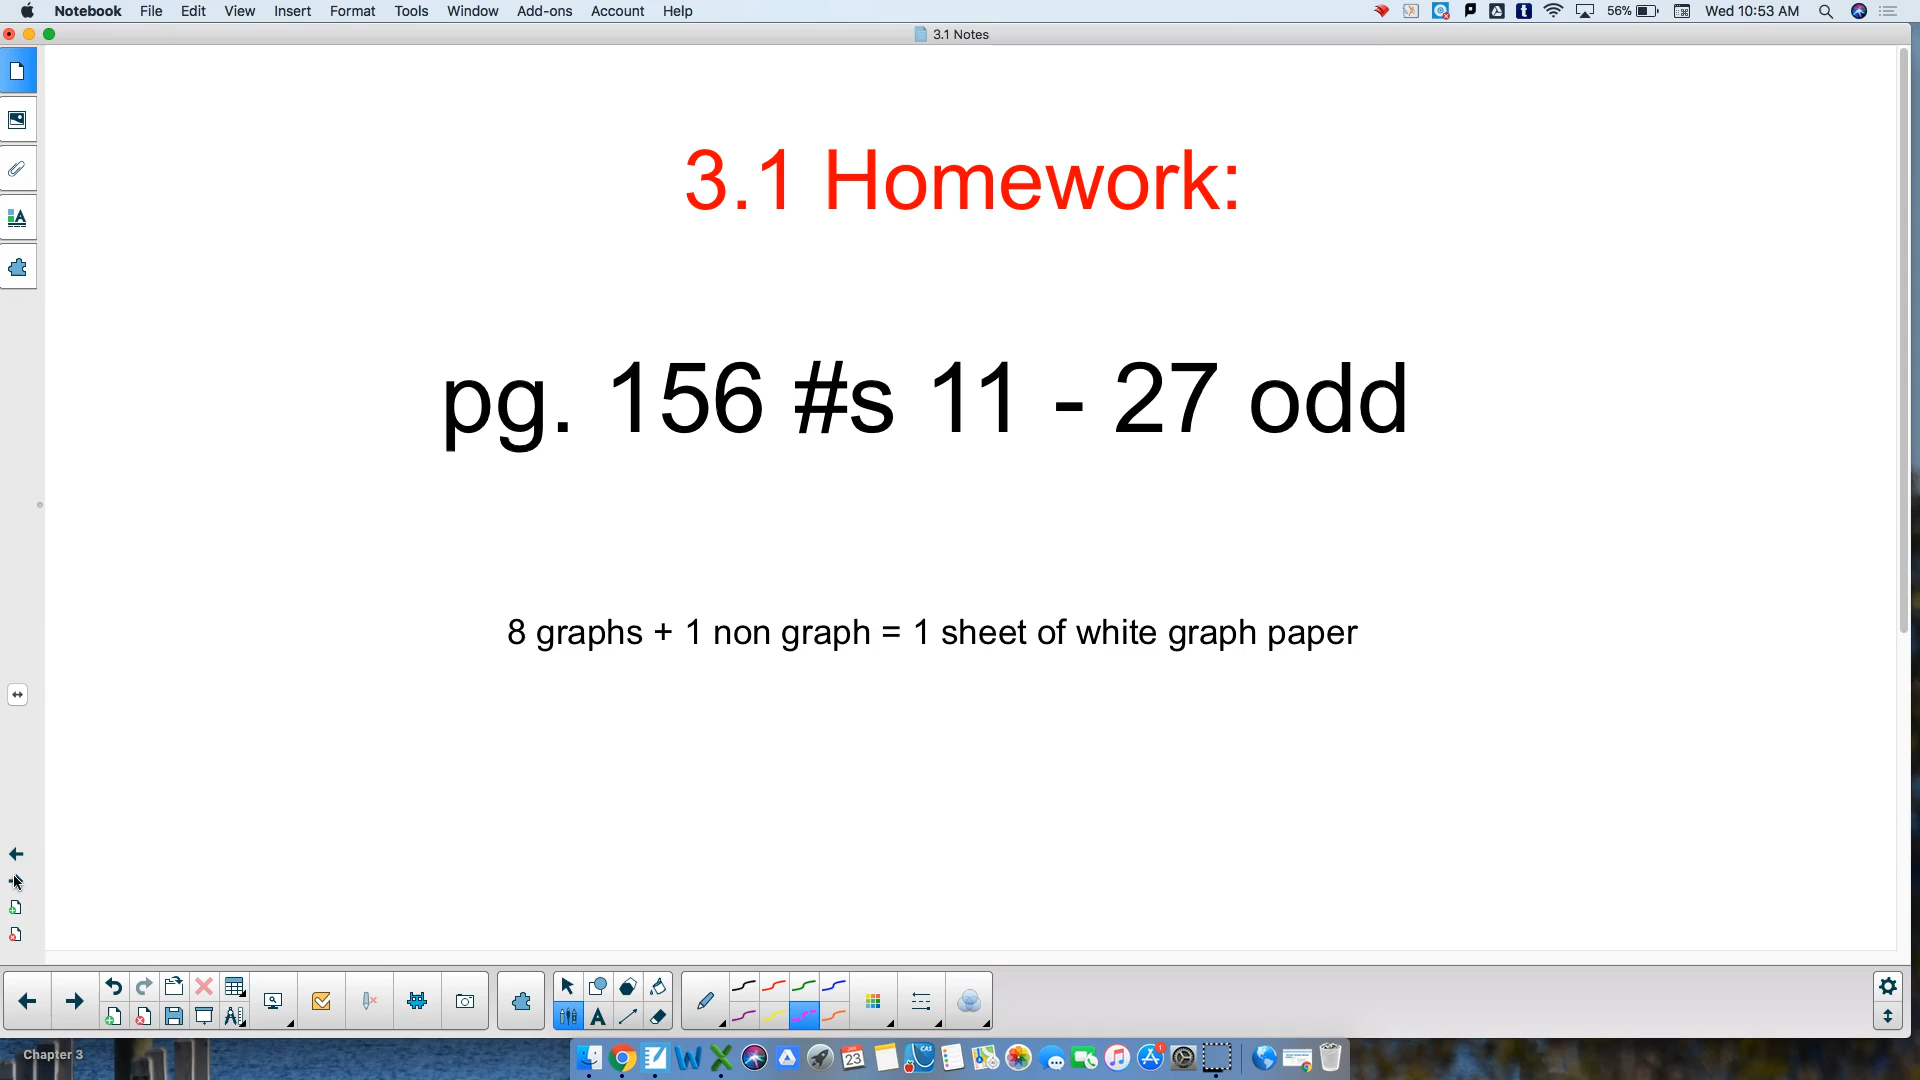 Notebook File Edit View Insert Format Tools Window Add-ons Account Help 56% Wed 10:53 AM
3.1 Notes
3.1 Homework:
pg. 156 #s 11 - 27 odd
8 graphs + 1 non graph = 1 sheet of white graph paper
Chapter 3